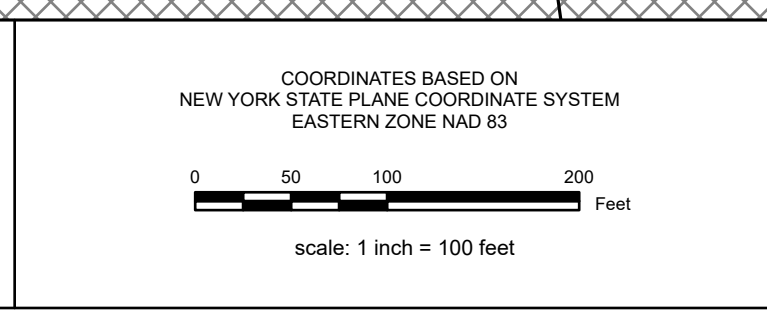 COORDINATES BASED ON
NEW YORK STATE PLANE COORDINATE SYSTEM
EASTERN ZONE NAD 83
0 50 100 200
Feet
scale: 1 inch = 100 feet